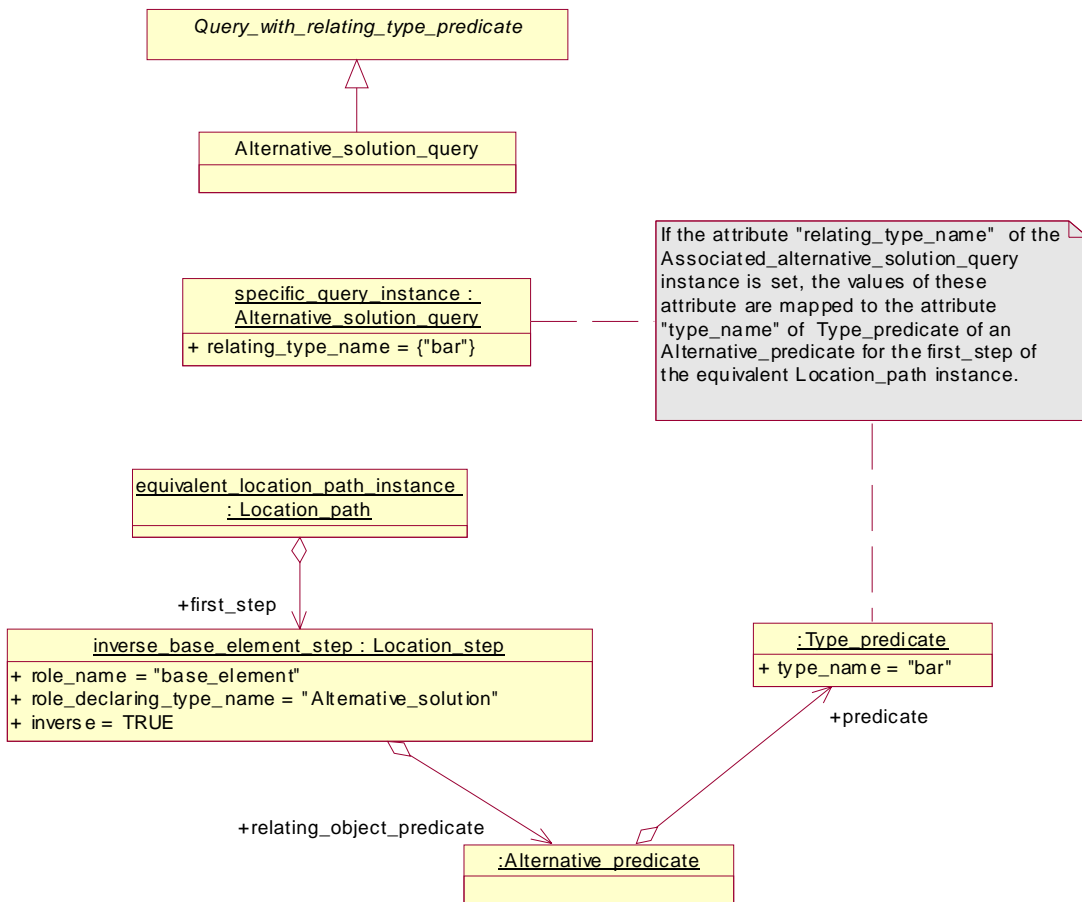 Query_with_relating_type_predicate
Alternative_solution_query
If the attribute "relating_type_name" of the
Associated_alternative_solution_query
instance is set, the values of these
attribute are mapped to the attribute
"type_name" of Type_predicate of an
Alternative_predicate for the first_step of
the equivalent Location_path instance.
specific_query_instance :
Alternative_solution_query
+ relating_type_name = {"bar"}
equivalent_location_path_instance
: Location_path
+first_step
inverse_base_element_step : Location_step
+ role_name = "base_element"
+ role_declaring_type_name = "Alternative_solution"
+ inverse = TRUE
:Type_predicate
+ type_name = "bar"
+predicate
+relating_object_predicate
:Alternative_predicate